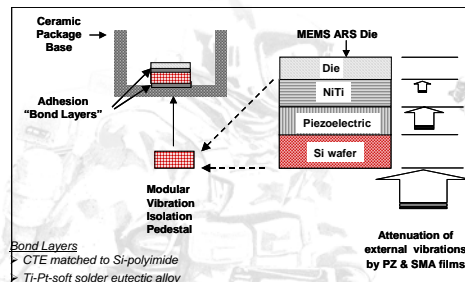 Ceramic
Package
Base
MEMS ARS Die
Die
NiTi
Piezoelectric
Si wafer
Adhesion
“Bond Layers”
Modular
Vibration
Isolation
Pedestal
Attenuation of
external vibrations
by PZ & SMA films
Bond Layers
➢ CTE matched to Si-polyimide
➢ Ti-Pt-soft solder eutectic alloy